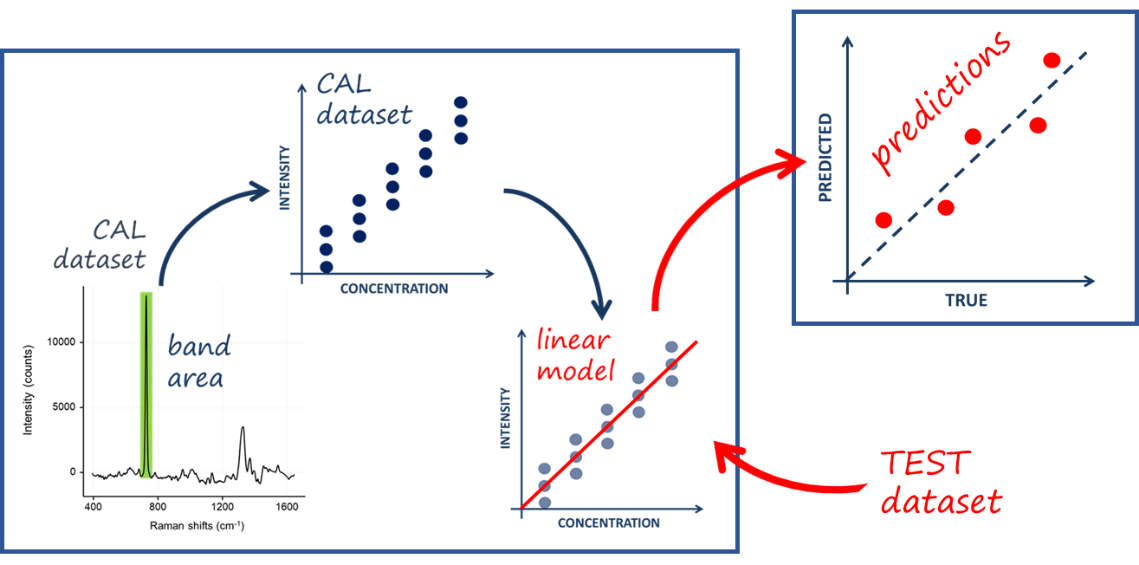 CAL
dataset
INTENSITY
CONCENTRATION
CAL
dataset
band
area
Intensity (counts)
10000
5000
0
400
800
1200
1600
Raman shifts (cm⁻¹)
linear
model
INTENSITY
CONCENTRATION
TEST
dataset
predictions
PREDICTED
TRUE